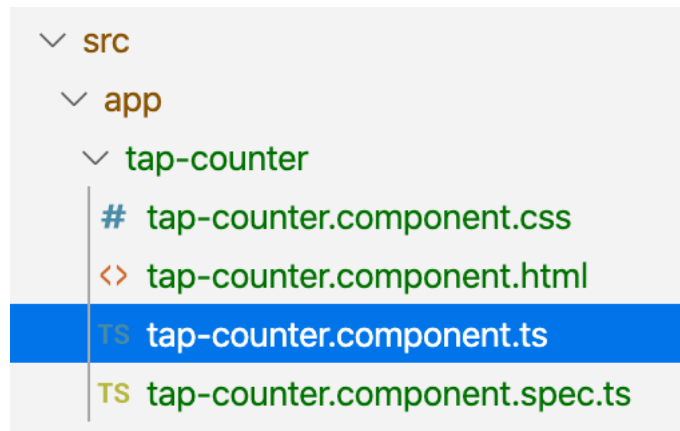 src
app
tap-counter
# tap-counter.component.css
<> tap-counter.component.html
TS tap-counter.component.ts
TS tap-counter.component.spec.ts